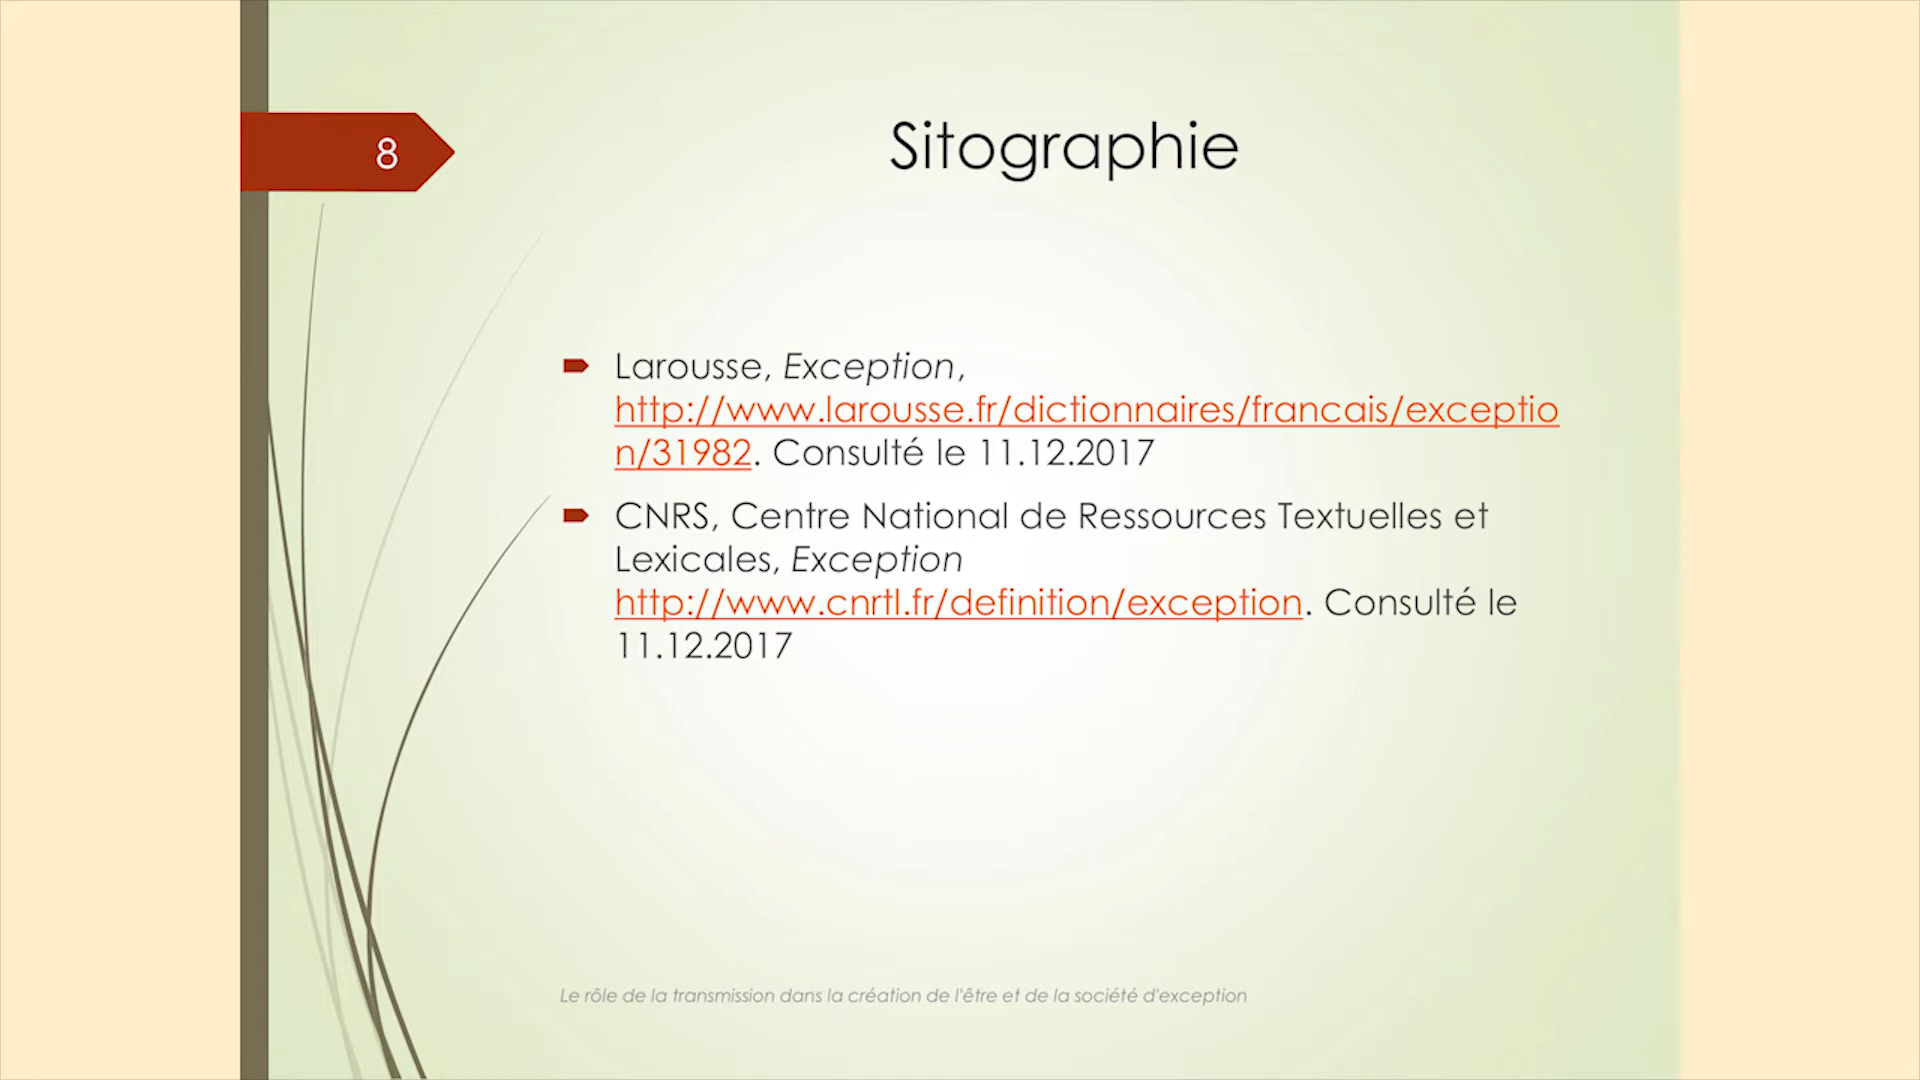 8
Sitographie
Larousse, Exception,
http://www.larousse.fr/dictionnaires/francais/exceptio
n/31982. Consulté le 11.12.2017
CNRS, Centre National de Ressources Textuelles et
Lexicales, Exception
http://www.cnrtl.fr/definition/exception. Consulté le
11.12.2017
Le rôle de la transmission dans la création de l'être et de la société d'exception